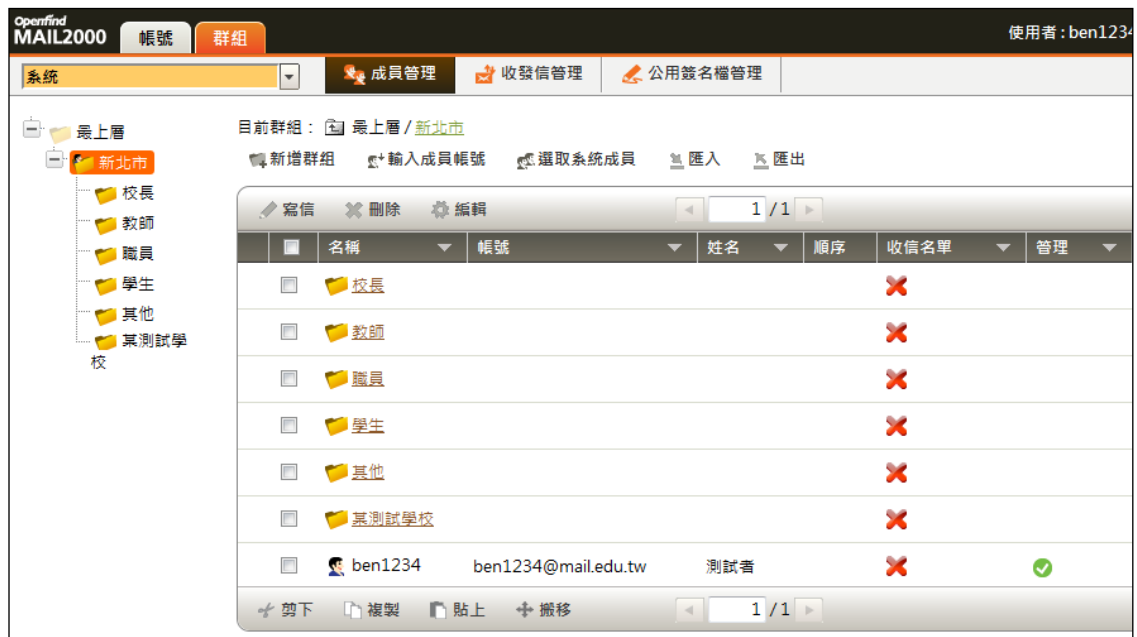 Openfind
MAIL2000 帳號 群組 使用者 : ben1234
系統 成員管理 收發信管理 公用簽名檔管理
最上層
新北市
校長
教師
職員
學生
其他
某測試學
校
目前群組 : 最上層 / 新北市
新增群組 輸入成員帳號 選取系統成員 匯入 匯出
寫信 刪除 編輯 1 / 1
名稱 帳號 姓名 順序 收信名單 管理
校長
教師
職員
學生
其他
某測試學校
ben1234 ben1234@mail.edu.tw 測試者
剪下 複製 貼上 搬移 1 / 1